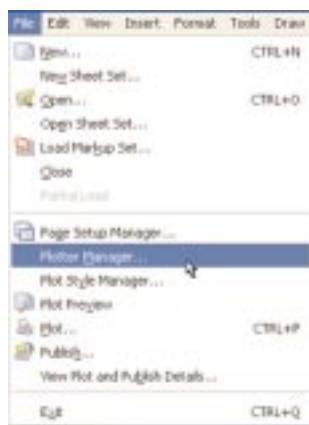 File Edit View Insert Format Tools Draw
New... CTRL+N
New Sheet Set...
Open... CTRL+O
Open Sheet Set...
Load Markup Set...
Close
Partial Load
Page Setup Manager...
Plotter Manager...
Plot Style Manager...
Plot Preview
Plot... CTRL+P
Publish...
View Plot and Publish Details...
Exit CTRL+Q